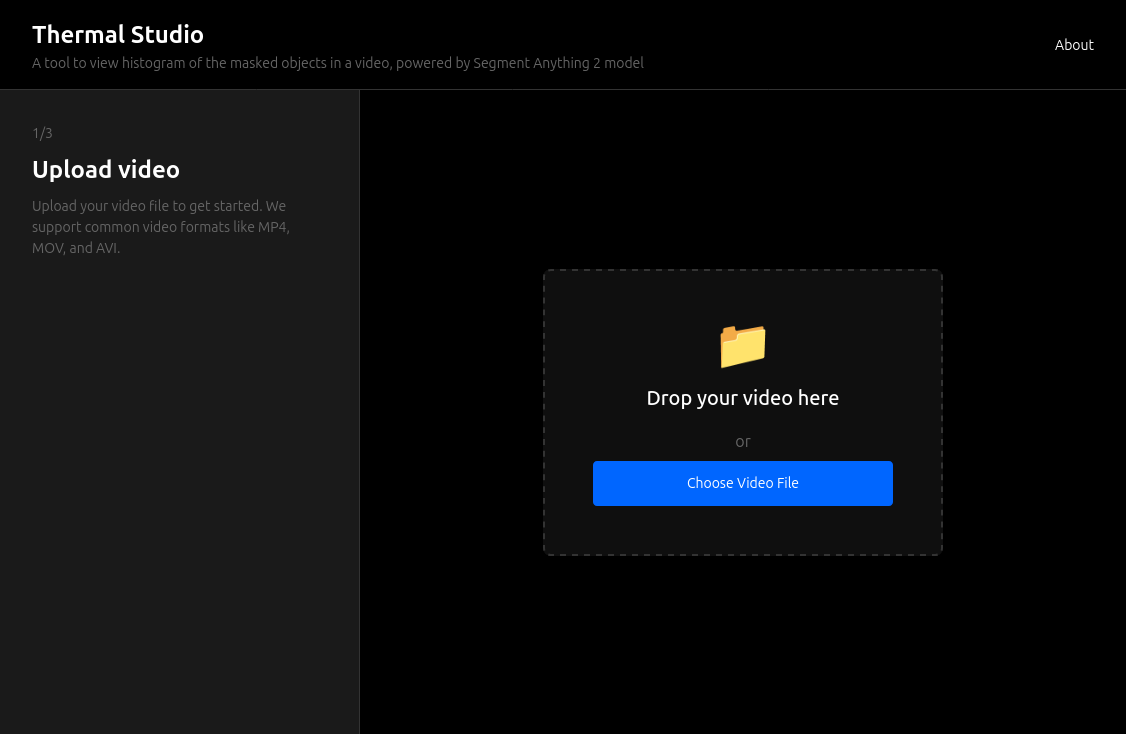 Thermal Studio
A tool to view histogram of the masked objects in a video, powered by Segment Anything 2 model
About
1/3
Upload video
Upload your video file to get started. We
support common video formats like MP4,
MOV, and AVI.
Drop your video here
or
Choose Video File